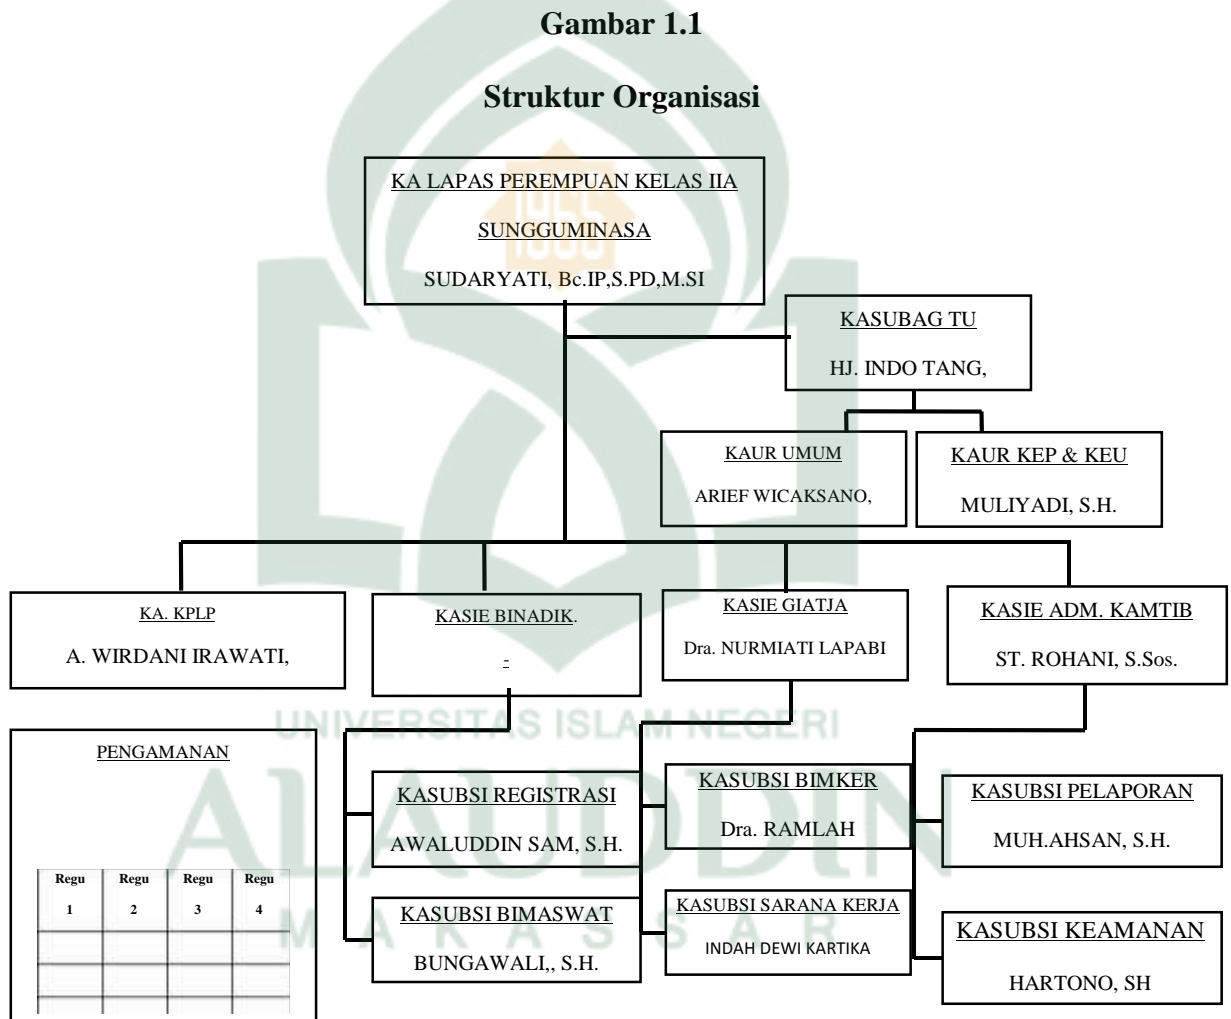 Gambar 1.1
Struktur Organisasi
KA LAPAS PEREMPUAN KELAS IIA
SUNGGUMINASA
SUDARYATI, Bc.IP,S.PD,M.SI
1965
KASUBAG TU
HJ. INDO TANG,
KAUR UMUM
ARIEF WICAKSANO,
KAUR KEP & KEU
MULIYADI, S.H.
KA. KPLP
A. WIRDANI IRAWATI,
KASIE BINADIK.
-
KASIE GIATJA
Dra. NURMIATI LAPABI
KASIE ADM. KAMTIB
ST. ROHANI, S.Sos.
UNIVERSITAS ISLAM NEGERI
ALAUDDIN
MAKASSAR
PENGAMANAN
Regu Regu Regu Regu
1 2 3 4
KASUBSI REGISTRASI
AWALUDDIN SAM, S.H.
KASUBSI BIMASWAT
BUNGAWALI,, S.H.
KASUBSI BIMKER
Dra. RAMLAH
KASUBSI SARANA KERJA
INDAH DEWI KARTIKA
KASUBSI PELAPORAN
MUH.AHSAN, S.H.
KASUBSI KEAMANAN
HARTONO, SH